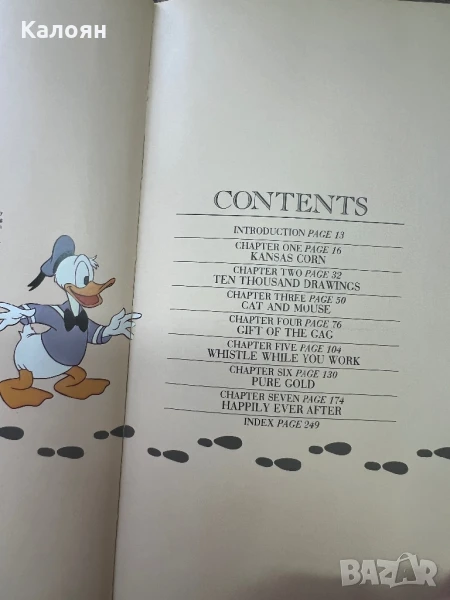 Калоян
CONTENTS
INTRODUCTION PAGE 13
CHAPTER ONE PAGE 16
KANSAS CORN
CHAPTER TWO PAGE 32
TEN THOUSAND DRAWINGS
CHAPTER THREE PAGE 50
CAT AND MOUSE
CHAPTER FOUR PAGE 76
GIFT OF THE GAG
CHAPTER FIVE PAGE 104
WHISTLE WHILE YOU WORK
CHAPTER SIX PAGE 130
PURE GOLD
CHAPTER SEVEN PAGE 174
HAPPILY EVER AFTER
INDEX PAGE 249
BAZAR